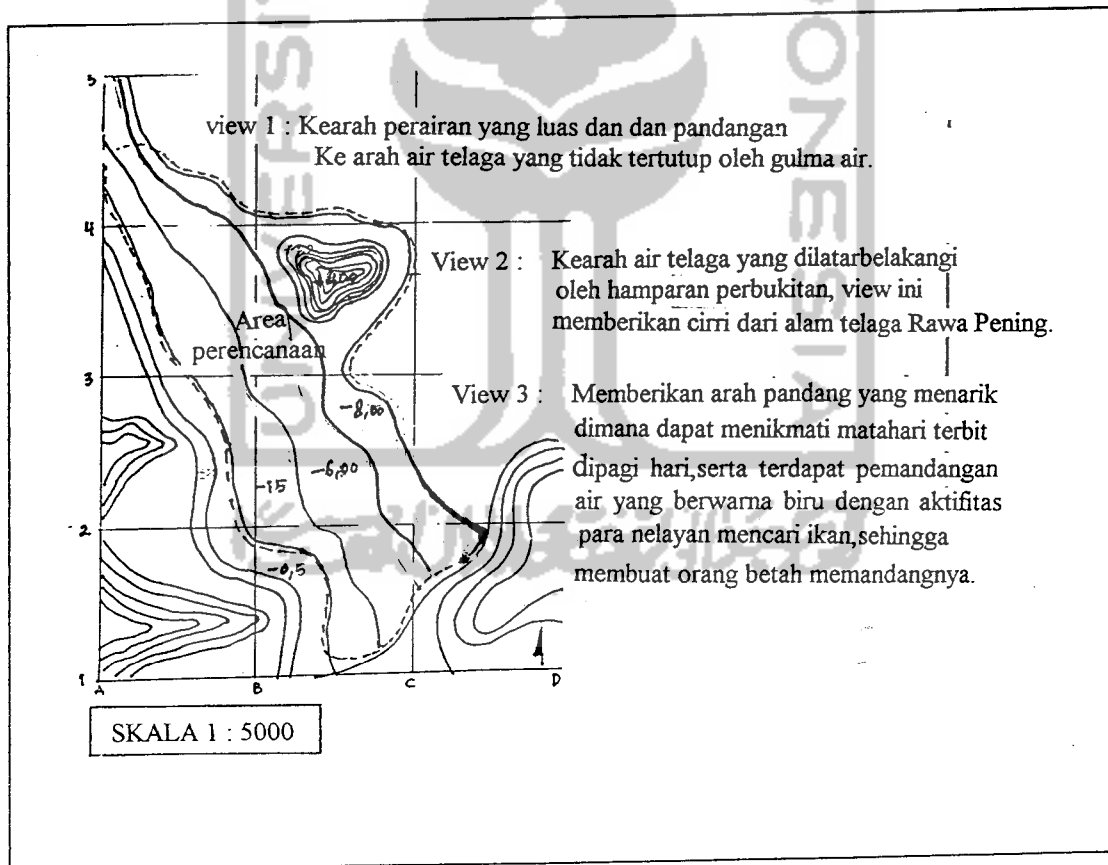 5
view 1 : Kearah perairan yang luas dan dan pandangan
Ke arah air telaga yang tidak tertutup oleh gulma air.
4
View 2 : Kearah air telaga yang dilatarbelakangi
oleh hamparan perbukitan, view ini
memberikan cirri dari alam telaga Rawa Pening.
Area
perencanaan
3
View 3 : Memberikan arah pandang yang menarik
dimana dapat menikmati matahari terbit
dipagi hari,serta terdapat pemandangan
air yang berwarna biru dengan aktifitas
para nelayan mencari ikan,sehingga
membuat orang betah memandangnya.
-8,00
-6,00
-15
2
-0,5
1
A B C D
SKALA 1 : 5000
UNIVERSIT
ONESIA